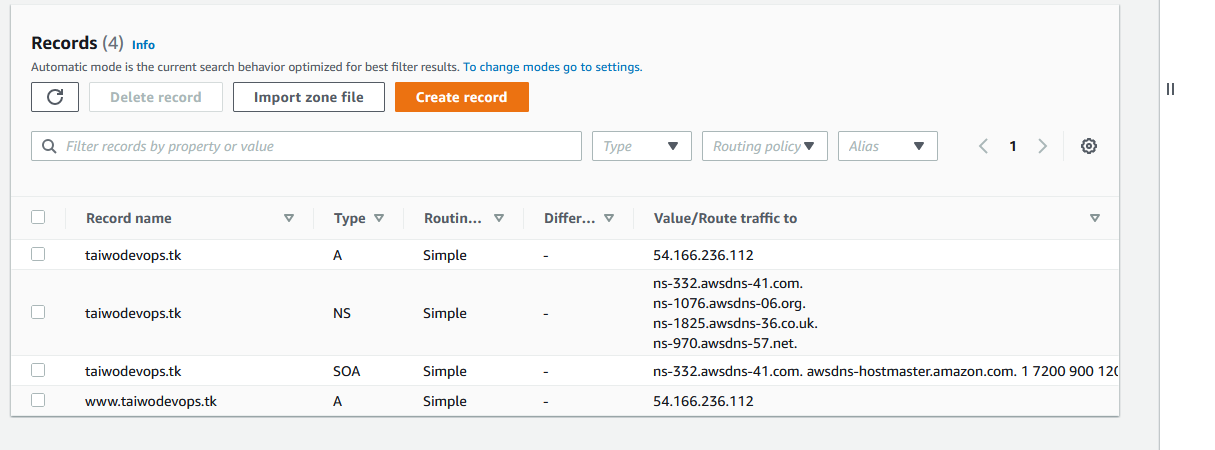 Records (4) Info
Automatic mode is the current search behavior optimized for best filter results. To change modes go to settings.
Delete record Import zone file Create record
Filter records by property or value Type Routing policy Alias 1
Record name Type Routin... Differ... Value/Route traffic to
taiwodevops.tk A Simple - 54.166.236.112
taiwodevops.tk NS Simple - ns-332.awsdns-41.com.
ns-1076.awsdns-06.org.
ns-1825.awsdns-36.co.uk.
ns-970.awsdns-57.net.
taiwodevops.tk SOA Simple - ns-332.awsdns-41.com. awsdns-hostmaster.amazon.com. 1 7200 900 120
www.taiwodevops.tk A Simple - 54.166.236.112